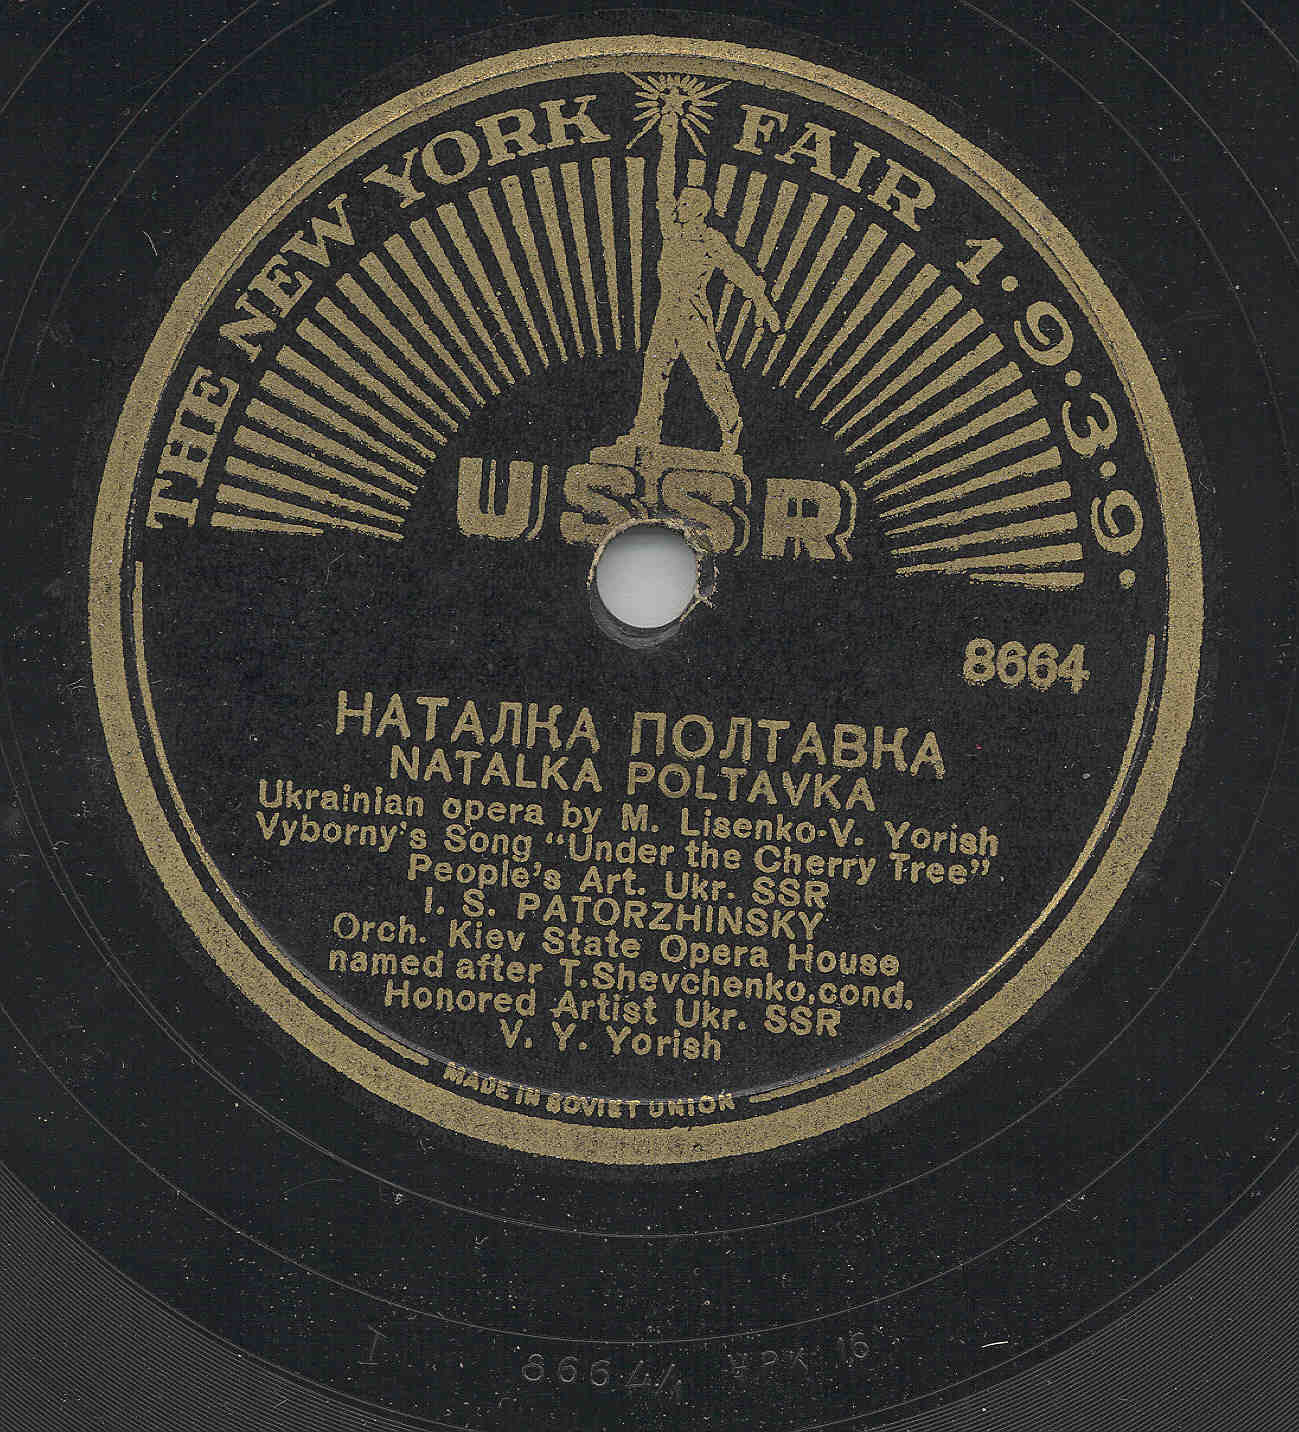 THE NEW YORK FAIR 1·9·3·9·
USSR
8664
НАТАЛКА ПОЛТАВКА
NATALKA POLTAVKA
Ukrainian opera by M. Lisenko-V. Yorish
Vyborny's Song "Under the Cherry Tree"
People's Art. Ukr. SSR
I. S. PATORZHINSKY
Orch. Kiev State Opera House
named after T.Shevchenko,cond.
Honored Artist Ukr. SSR
V. Y. Yorish
MADE IN SOVIET UNION
I 8664/ 16